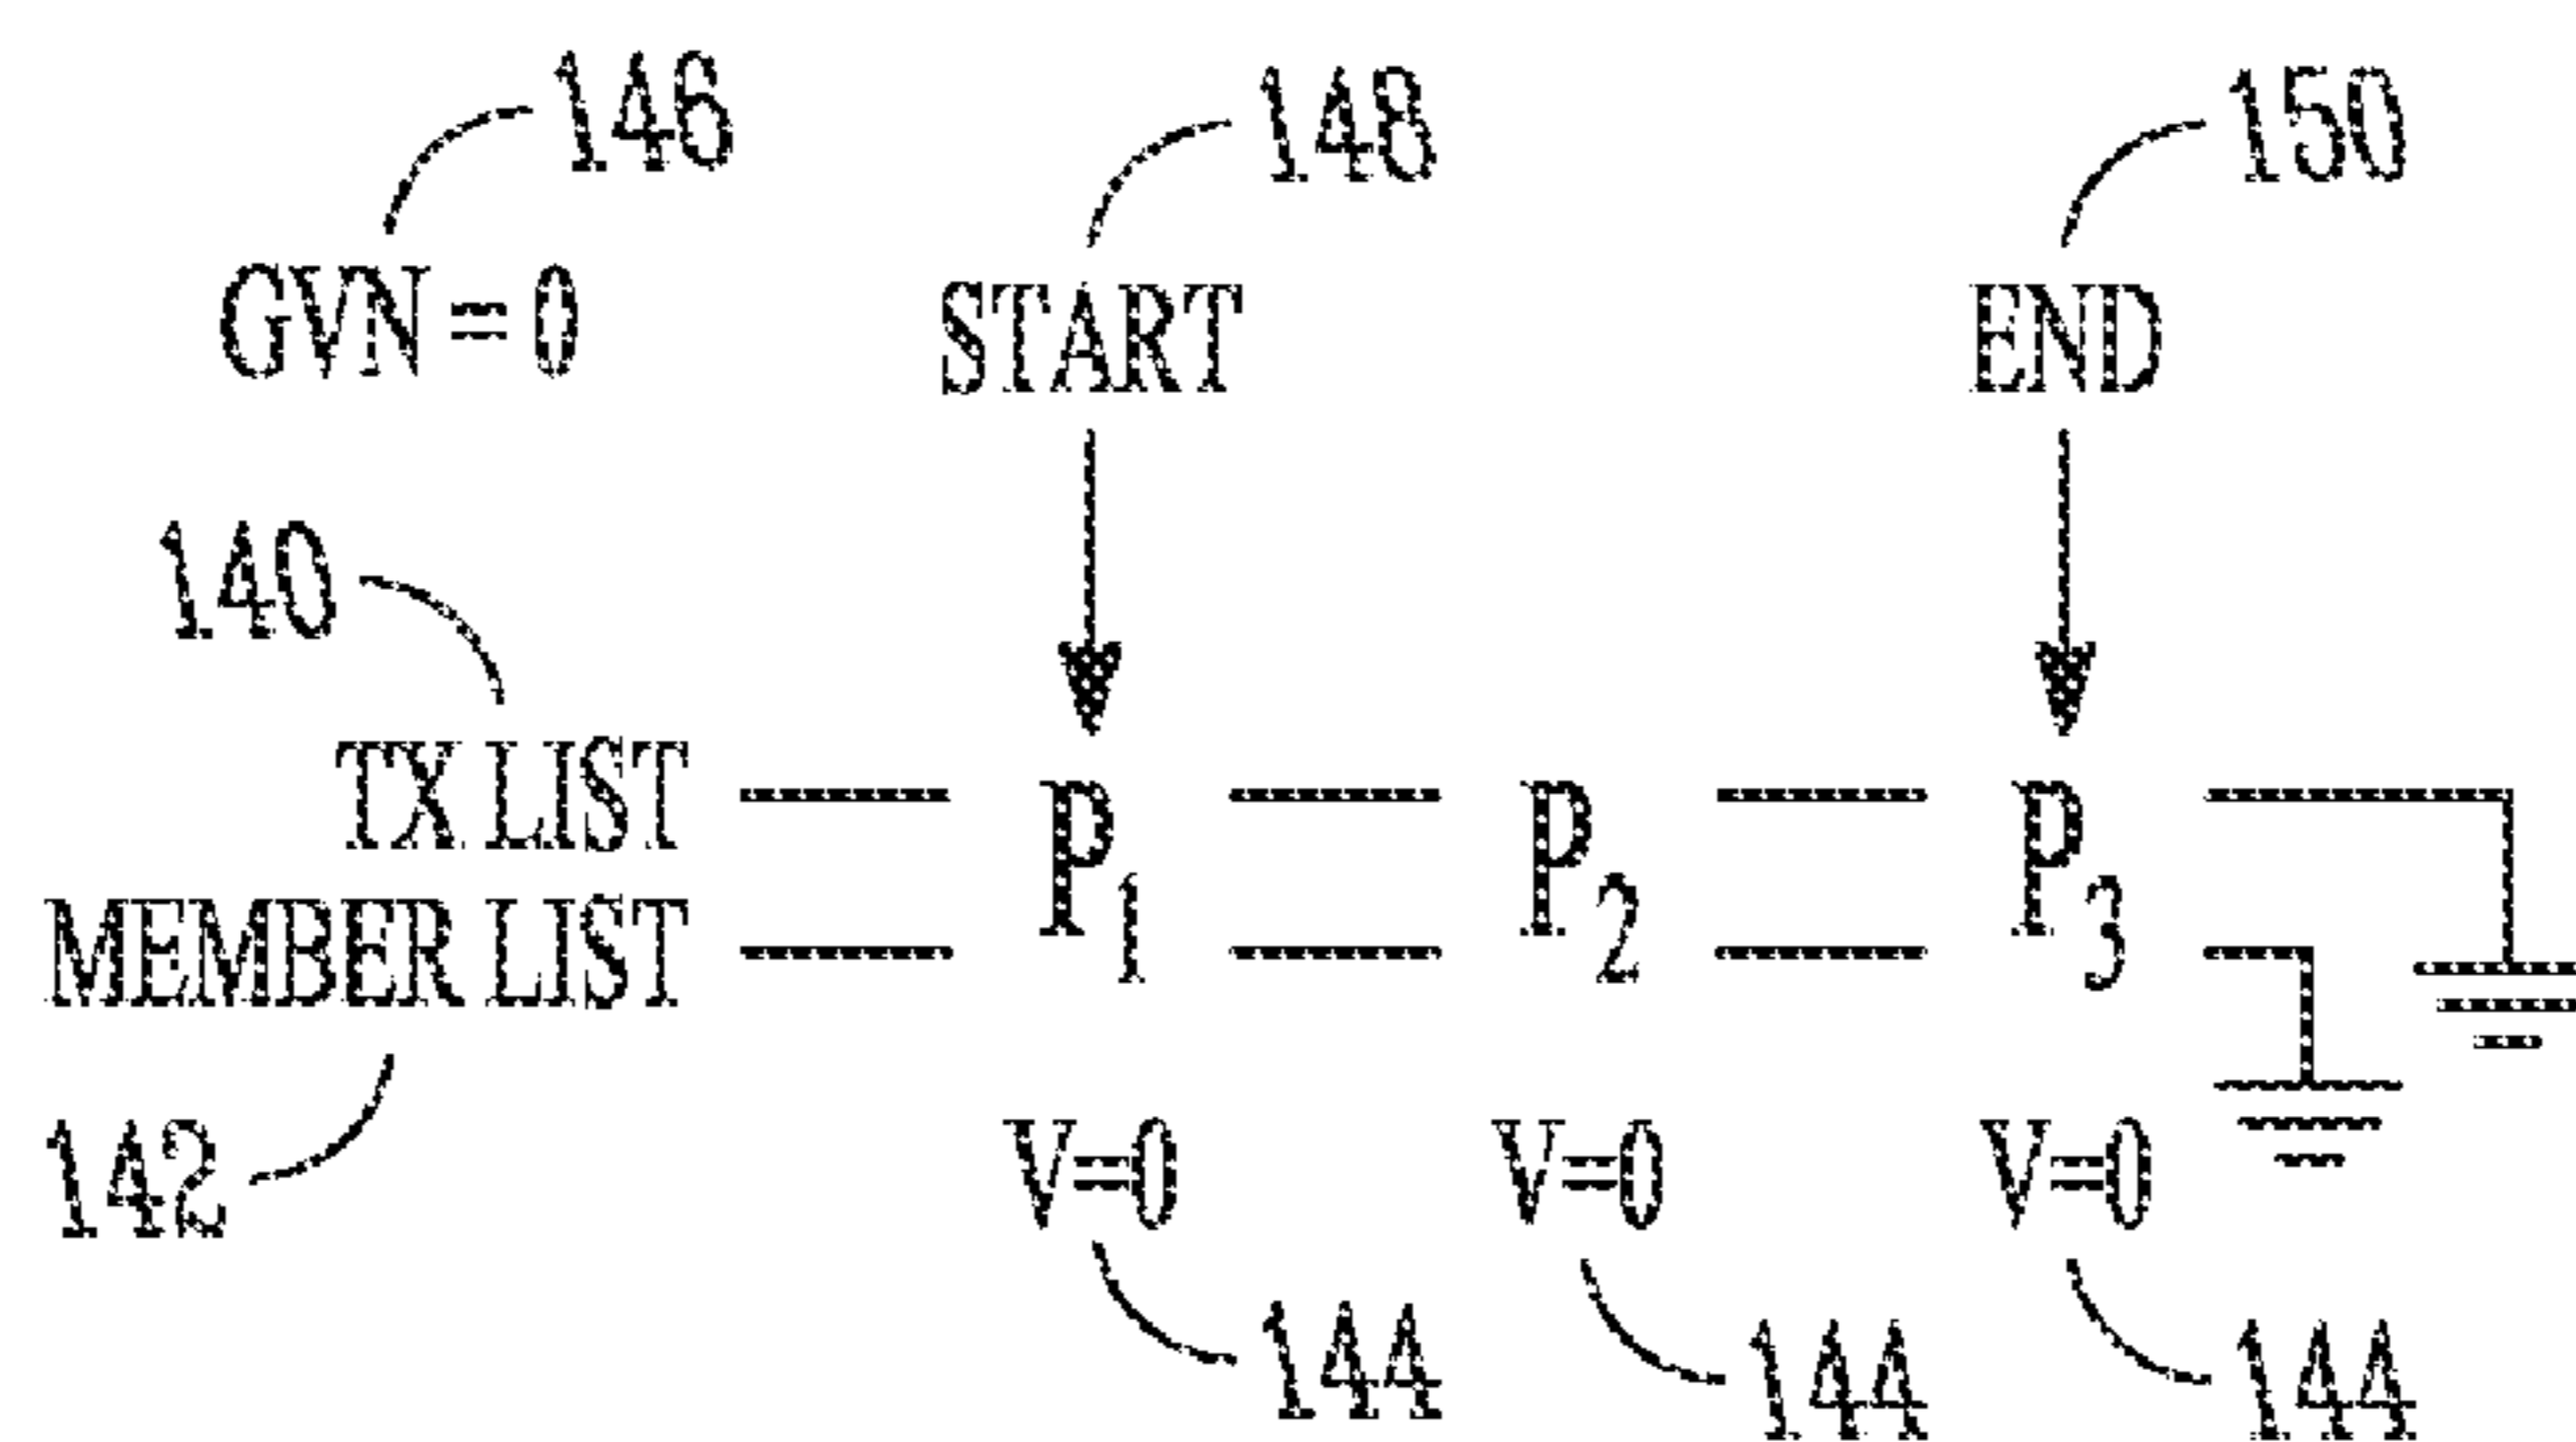 146 148 150
GVN = 0 START END
140
TX LIST
P1 P2 P3
MEMBER LIST
142 V=0 V=0 V=0
144 144 144